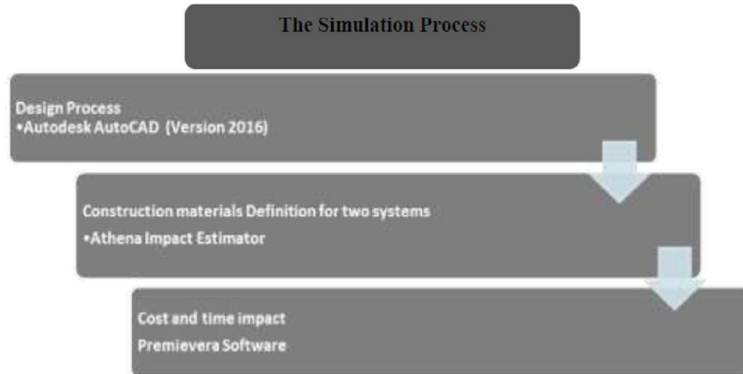 The Simulation Process
Design Process
•Autodesk AutoCAD (Version 2016)
Construction materials Definition for two systems
•Athena Impact Estimator
Cost and time impact
Premievera Software